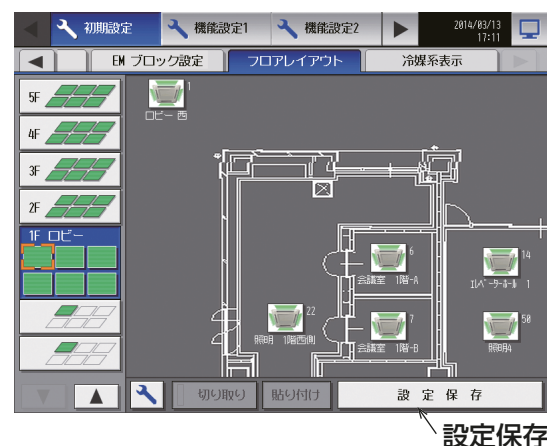 初期設定
機能設定1
機能設定2
2014/03/13
17:11
EM ブロック設定
フロアレイアウト
冷媒系表示
5F
4F
3F
2F
1F ロビー
1
ロビー 西
6
会議室 1階-A
14
エレベーターホール 1
22
照明 1階西側
7
会議室 1階-B
50
照明4
切り取り
貼り付け
設 定 保 存
設定保存